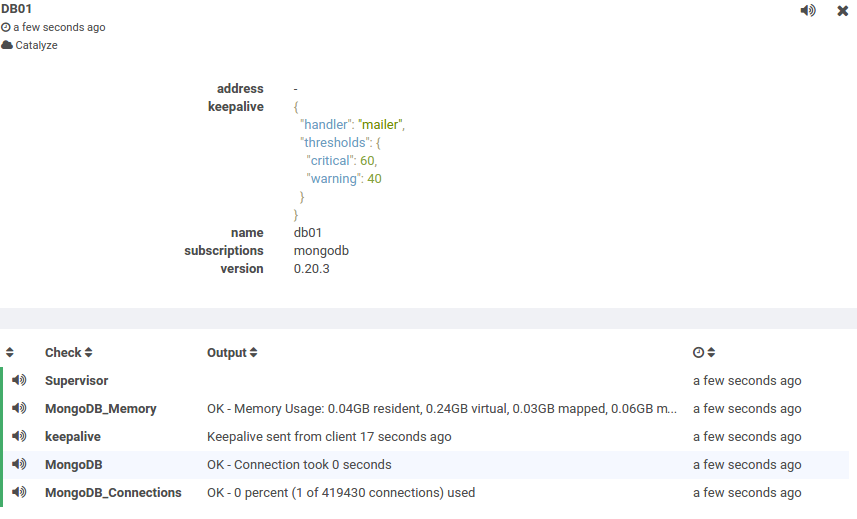 DB01
a few seconds ago
Catalyze
address -
keepalive {
"handler": "mailer",
"thresholds": {
"critical": 60,
"warning": 40
}
}
name db01
subscriptions mongodb
version 0.20.3
Check Output
Supervisor a few seconds ago
MongoDB_Memory OK - Memory Usage: 0.04GB resident, 0.24GB virtual, 0.03GB mapped, 0.06GB m... a few seconds ago
keepalive Keepalive sent from client 17 seconds ago a few seconds ago
MongoDB OK - Connection took 0 seconds a few seconds ago
MongoDB_Connections OK - 0 percent (1 of 419430 connections) used a few seconds ago